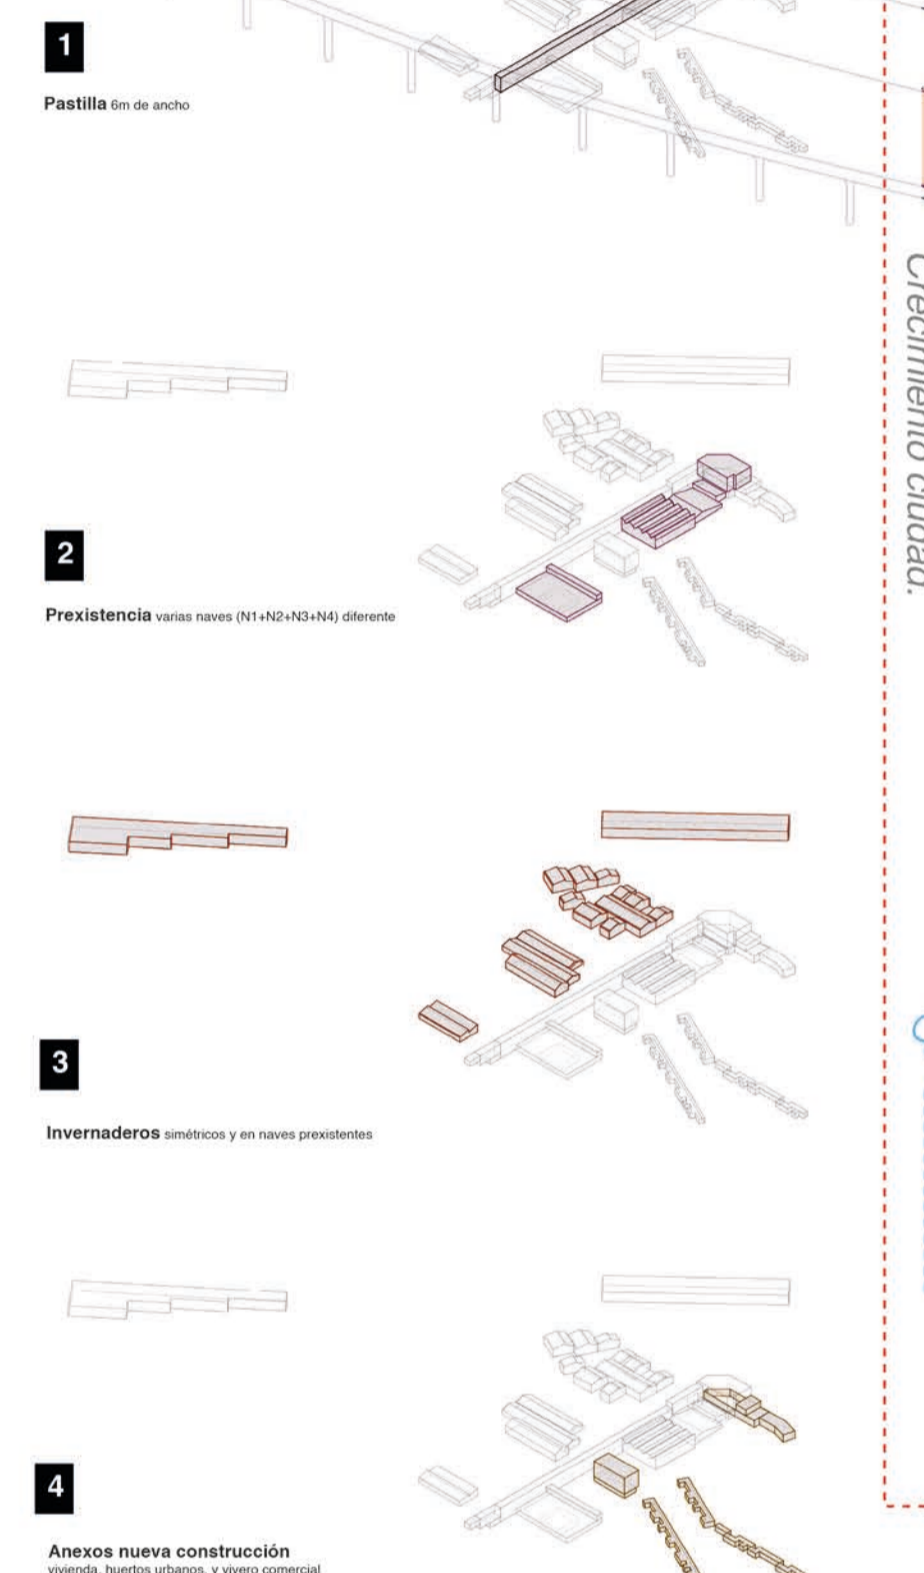 1
Pastilla 6m de ancho
Crecimiento ciudad.
2
Prexistencia varias naves (N1+N2+N3+N4) diferente
3
Invernaderos simétricos y en naves prexistentes
4
Anexos nueva construcción
vivienda, huertos urbanos, y vivero comercial